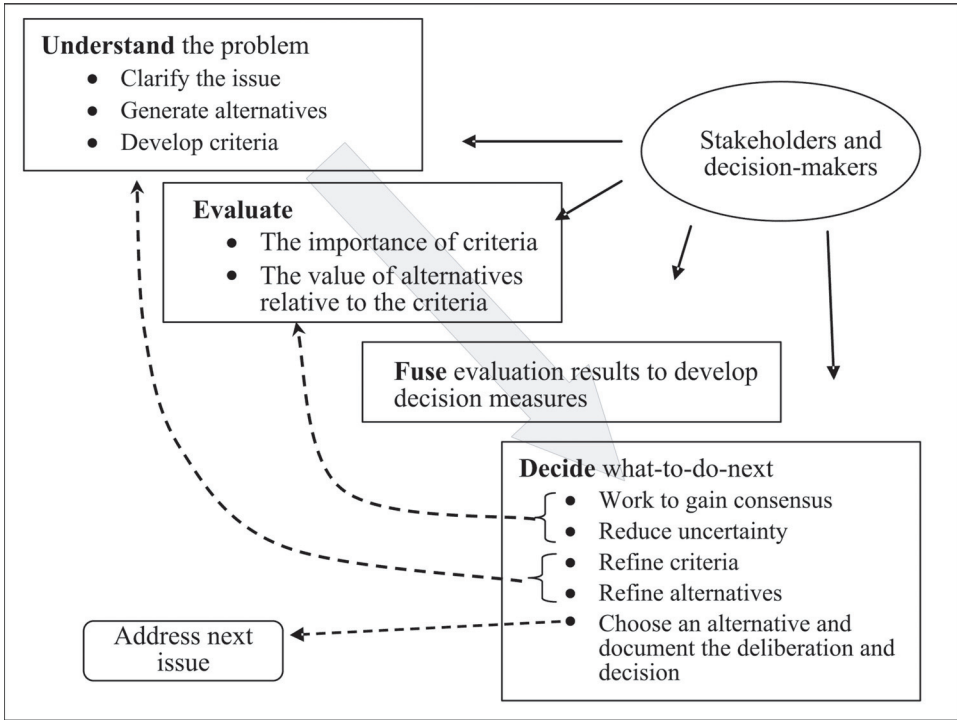 Understand the problem
• Clarify the issue
• Generate alternatives
• Develop criteria
Stakeholders and
decision-makers
Evaluate
• The importance of criteria
• The value of alternatives
relative to the criteria
Fuse evaluation results to develop
decision measures
Decide what-to-do-next
• Work to gain consensus
• Reduce uncertainty
• Refine criteria
• Refine alternatives
• Choose an alternative and
document the deliberation and
decision
Address next
issue